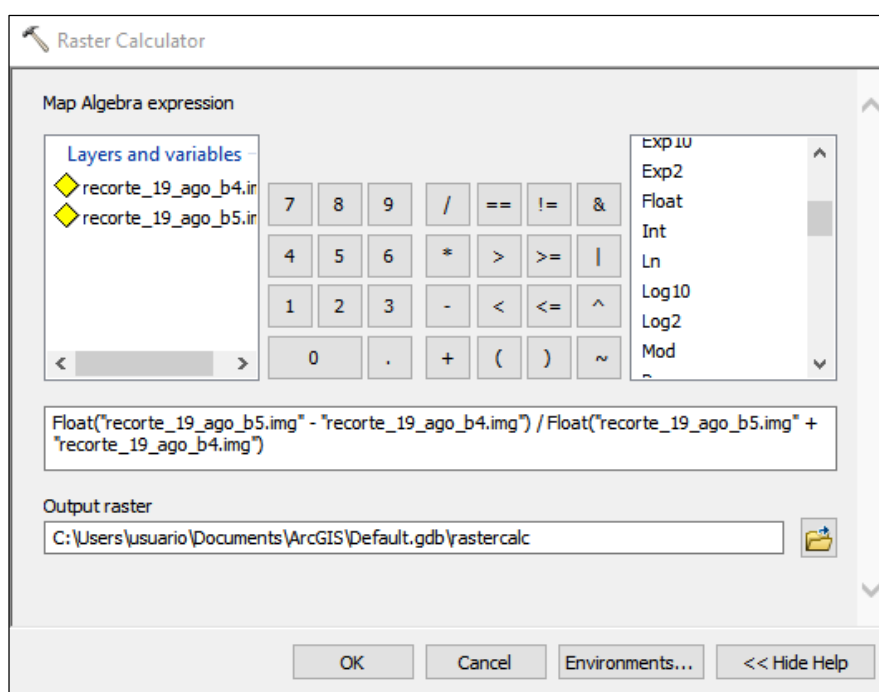 Raster Calculator
Map Algebra expression
Layers and variables
recorte_19_ago_b4.ir
recorte_19_ago_b5.ir
7 8 9 / == != &
4 5 6 * > >= |
1 2 3 - < <= ^
0 . + ( ) ~
Exp10
Exp2
Float
Int
Ln
Log10
Log2
Mod
Float("recorte_19_ago_b5.img" - "recorte_19_ago_b4.img") / Float("recorte_19_ago_b5.img" +
"recorte_19_ago_b4.img")
Output raster
C:\Users\usuario\Documents\ArcGIS\Default.gdb\rastercalc
OK Cancel Environments... << Hide Help